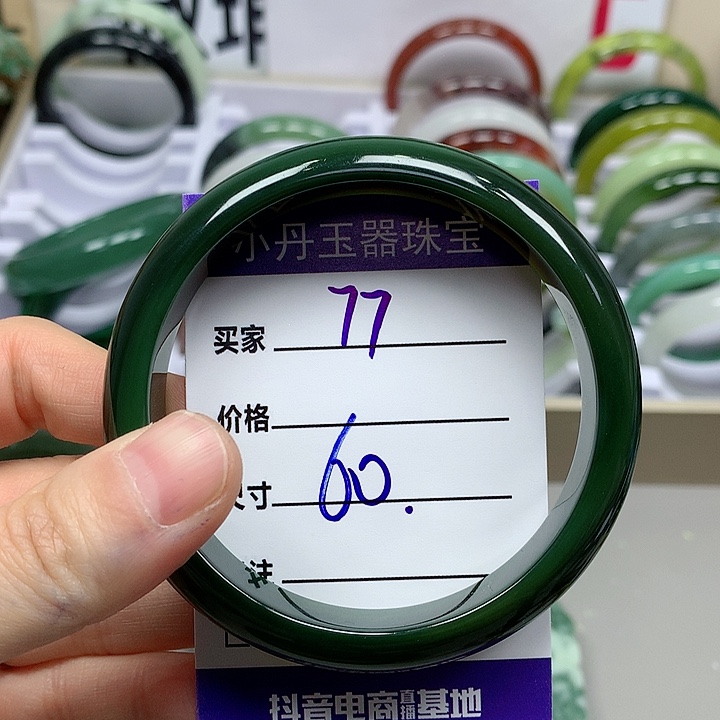 小丹玉器珠宝
买家 77
价格
寸 60.
注
抖音电商直播基地